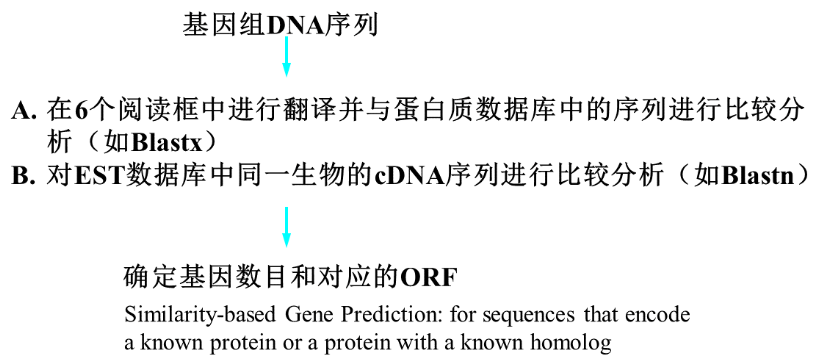 基因组DNA序列
A. 在6个阅读框中进行翻译并与蛋白质数据库中的序列进行比较分
析（如Blastx）
B. 对EST数据库中同一生物的cDNA序列进行比较分析（如Blastn）
确定基因数目和对应的ORF
Similarity-based Gene Prediction: for sequences that encode
a known protein or a protein with a known homolog